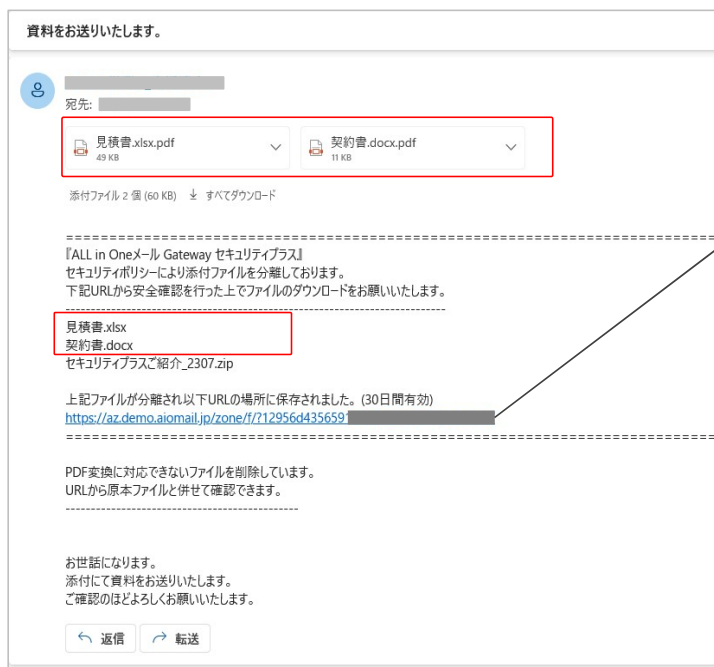 資料をお送りいたします。
宛先:
見積書.xlsx.pdf
49 KB
契約書.docx.pdf
11 KB
添付ファイル 2 個 (60 KB) すべてダウンロード
==========================================================================
『ALL in Oneメール Gateway セキュリティプラス』
セキュリティポリシーにより添付ファイルを分離しております。
下記URLから安全確認を行った上でファイルのダウンロードをお願いいたします。
--------------------------------------------------------------------------
見積書.xlsx
契約書.docx
セキュリティプラスご紹介_2307.zip
上記ファイルが分離され以下URLの場所に保存されました。(30日間有効)
https://az.demo.aiomail.jp/zone/f/?12956d4356591
==========================================================================
PDF変換に対応できないファイルを削除しています。
URLから原本ファイルと併せて確認できます。
---------------------------------------------
お世話になります。
添付にて資料をお送りいたします。
ご確認のほどよろしくお願いいたします。
返信
転送